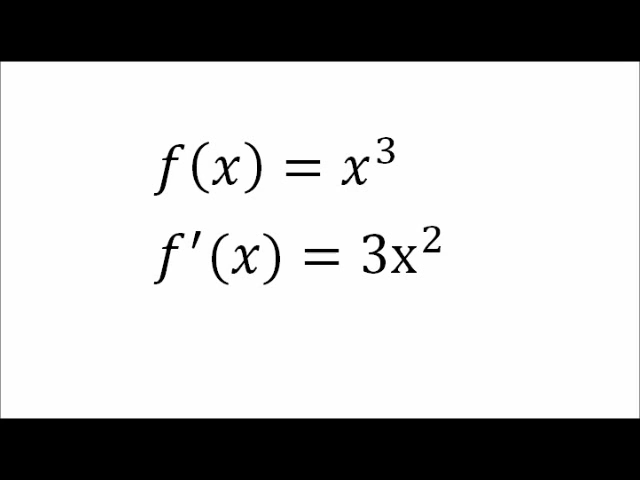 f(x) = x³
f′(x) = 3x²